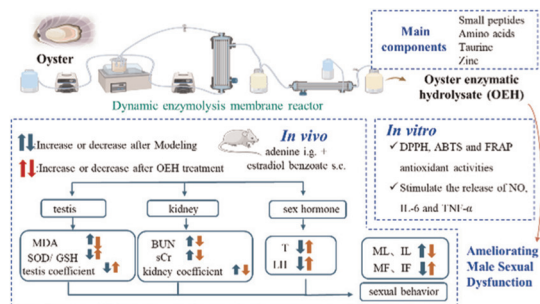 Oyster
Dynamic enzymolysis membrane reactor
Main
components
Small peptides
Amino acids
Taurine
Zinc
Oyster enzymatic
hydrolysate (OEH)
:Increase or decrease after Modeling
:Increase or decrease after OEH treatment
In vivo
adenine i.g. +
estradiol benzoate s.c.
In vitro
✓ DPPH, ABTS and FRAP
antioxidant activities
✓ Stimulate the release of NO,
IL-6 and TNF-α
testis
kidney
sex hormone
MDA
SOD/ GSH
testis coefficient
BUN
sCr
kidney coefficient
T
LH
ML、IL
MF、IF
sexual behavior
Ameliorating
Male Sexual
Dysfunction